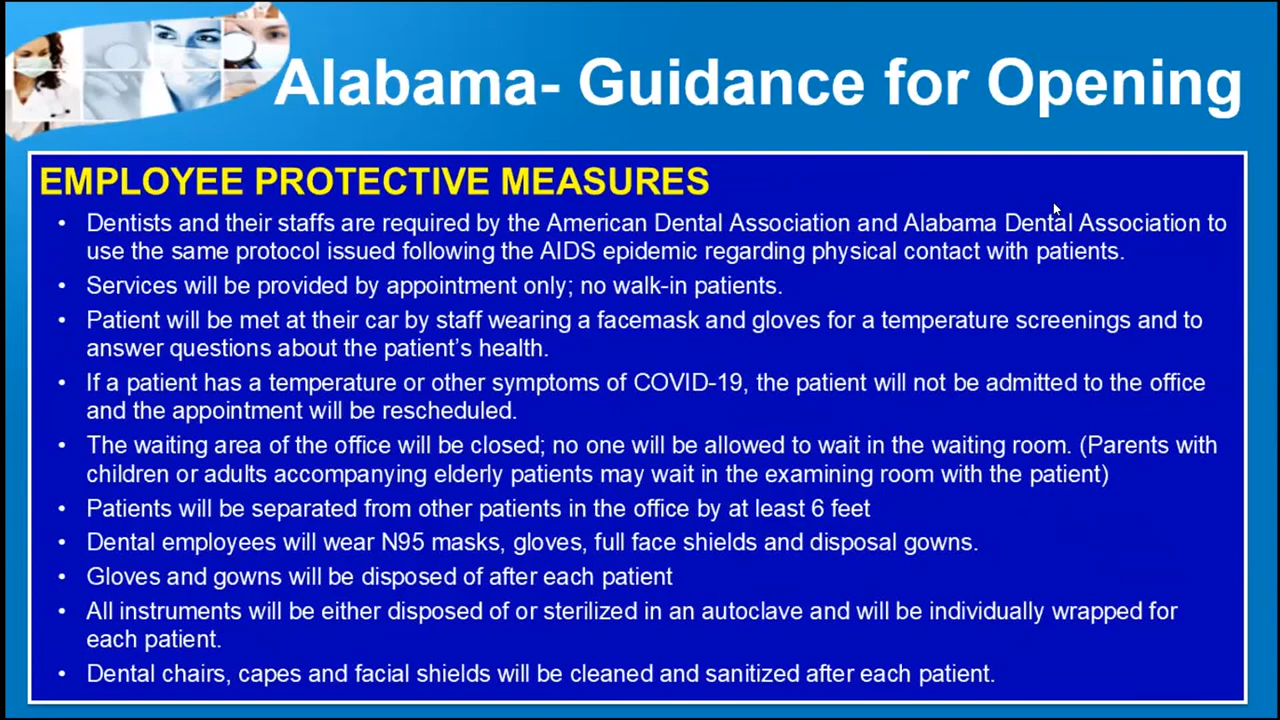 Alabama- Guidance for Opening
EMPLOYEE PROTECTIVE MEASURES
• Dentists and their staffs are required by the American Dental Association and Alabama Dental Association to
use the same protocol issued following the AIDS epidemic regarding physical contact with patients.
• Services will be provided by appointment only; no walk-in patients.
• Patient will be met at their car by staff wearing a facemask and gloves for a temperature screenings and to
answer questions about the patient's health.
• If a patient has a temperature or other symptoms of COVID-19, the patient will not be admitted to the office
and the appointment will be rescheduled.
• The waiting area of the office will be closed; no one will be allowed to wait in the waiting room. (Parents with
children or adults accompanying elderly patients may wait in the examining room with the patient)
• Patients will be separated from other patients in the office by at least 6 feet
• Dental employees will wear N95 masks, gloves, full face shields and disposal gowns.
• Gloves and gowns will be disposed of after each patient
• All instruments will be either disposed of or sterilized in an autoclave and will be individually wrapped for
each patient.
• Dental chairs, capes and facial shields will be cleaned and sanitized after each patient.